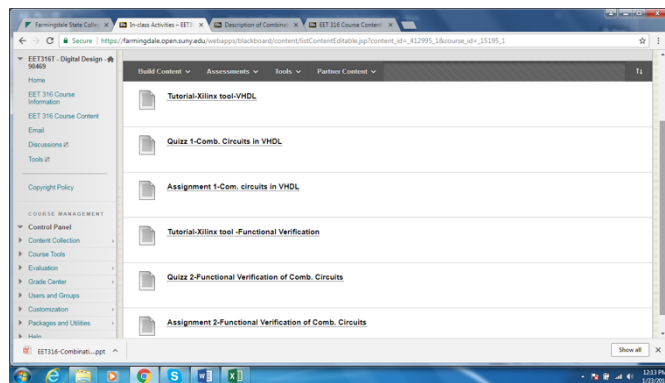 Farmingdale State Colle
In-class Activities – EET3
Description of Combinat
EET 316 Course Content
Secure
https://farmingdale.open.suny.edu/webapps/blackboard/content/listContentEditable.jsp?content_id=_412995_1&course_id=_15195_1
EET316T - Digital Design -
90469
Home
EET 316 Course
Information
EET 316 Course Content
Email
Discussions
Tools
Copyright Policy
COURSE MANAGEMENT
Control Panel
Content Collection
Course Tools
Evaluation
Grade Center
Users and Groups
Customization
Packages and Utilities
Help
Build Content
Assessments
Tools
Partner Content
Tutorial-Xilinx tool-VHDL
Quizz 1-Comb. Circuits in VHDL
Assignment 1-Com. circuits in VHDL
Tutorial-Xilinx tool -Functional Verification
Quizz 2-Functional Verification of Comb. Circuits
Assignment 2-Functional Verification of Comb. Circuits
EET316-Combinati....ppt
Show all
12:13 PM